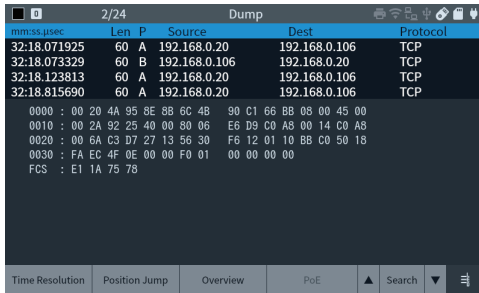 0 2/24 Dump
mm:ss.µsec Len P Source Dest Protocol
32:18.071925 60 A 192.168.0.20 192.168.0.106 TCP
32:18.073329 60 B 192.168.0.106 192.168.0.20 TCP
32:18.123813 60 A 192.168.0.20 192.168.0.106 TCP
32:18.815690 60 A 192.168.0.20 192.168.0.106 TCP
0000 : 00 20 4A 95 8E 8B 6C 4B 90 C1 66 BB 08 00 45 00
0010 : 00 2A 92 25 40 00 80 06 E6 D9 C0 A8 00 14 C0 A8
0020 : 00 6A C3 D7 27 13 56 30 F6 12 01 10 BB C0 50 18
0030 : FA EC 4F 0E 00 00 F0 01 00 00 00 00
FCS : E1 1A 75 78
Time Resolution Position Jump Overview PoE ▲ Search ▼